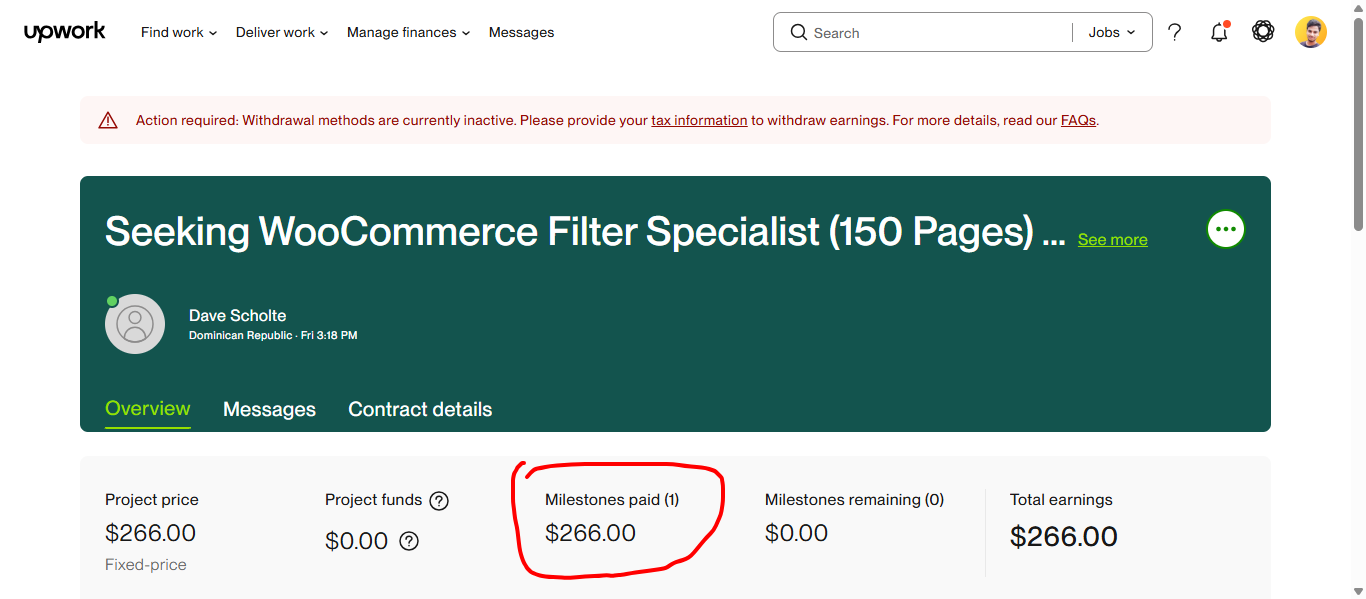 upwork Find work Deliver work Manage finances Messages Search Jobs
Action required: Withdrawal methods are currently inactive. Please provide your tax information to withdraw earnings. For more details, read our FAQs.
Seeking WooCommerce Filter Specialist (150 Pages) ... See more
Dave Scholte
Dominican Republic · Fri 3:18 PM
Overview Messages Contract details
Project price
$266.00
Fixed-price
Project funds
$0.00
Milestones paid (1)
$266.00
Milestones remaining (0)
$0.00
Total earnings
$266.00